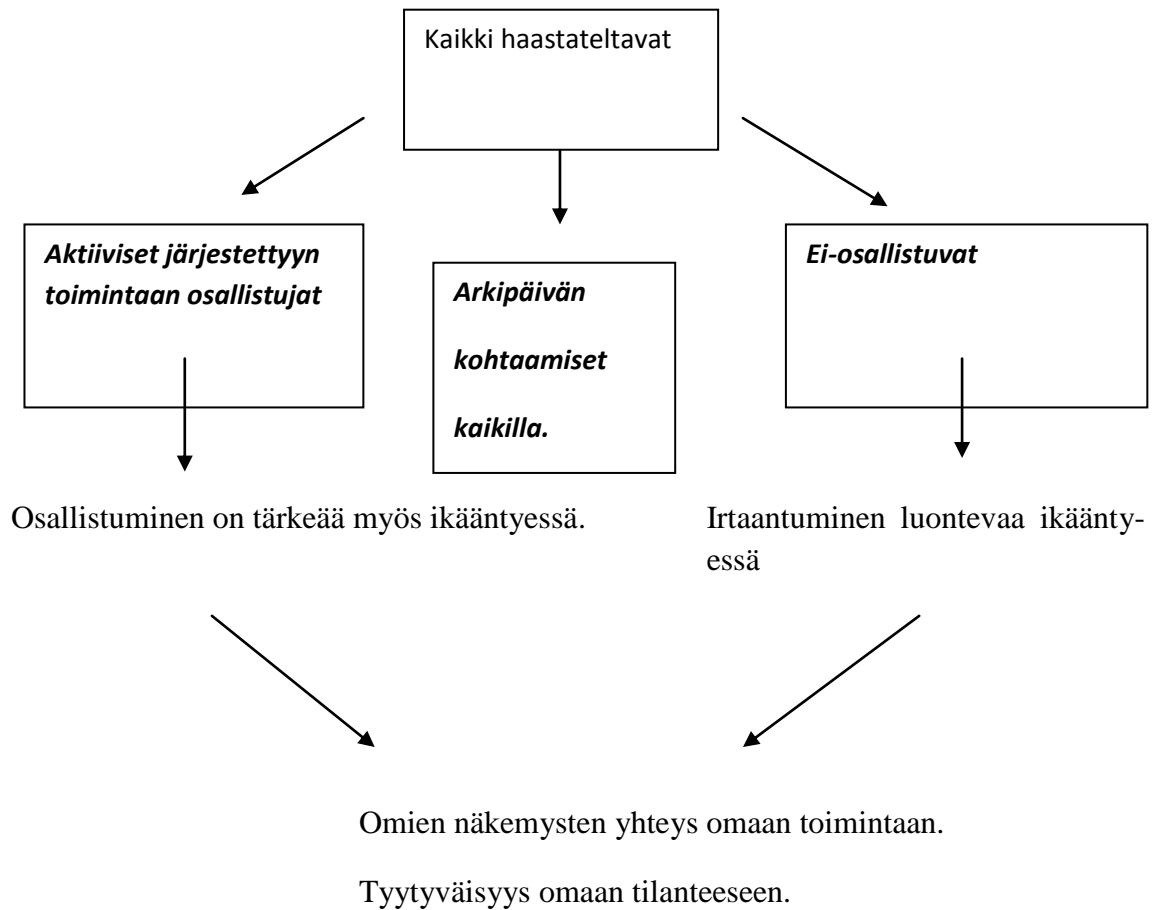 Kaikki haastateltavat
Aktiiviset järjestettyyn
toimintaan osallistujat
Arkipäivän
kohtaamiset
kaikilla.
Ei-osallistuvat
Osallistuminen on tärkeää myös ikääntyessä.
Irtaantuminen luontevaa ikäänty-
essä
Omien näkemysten yhteys omaan toimintaan.
Tyytyväisyys omaan tilanteeseen.